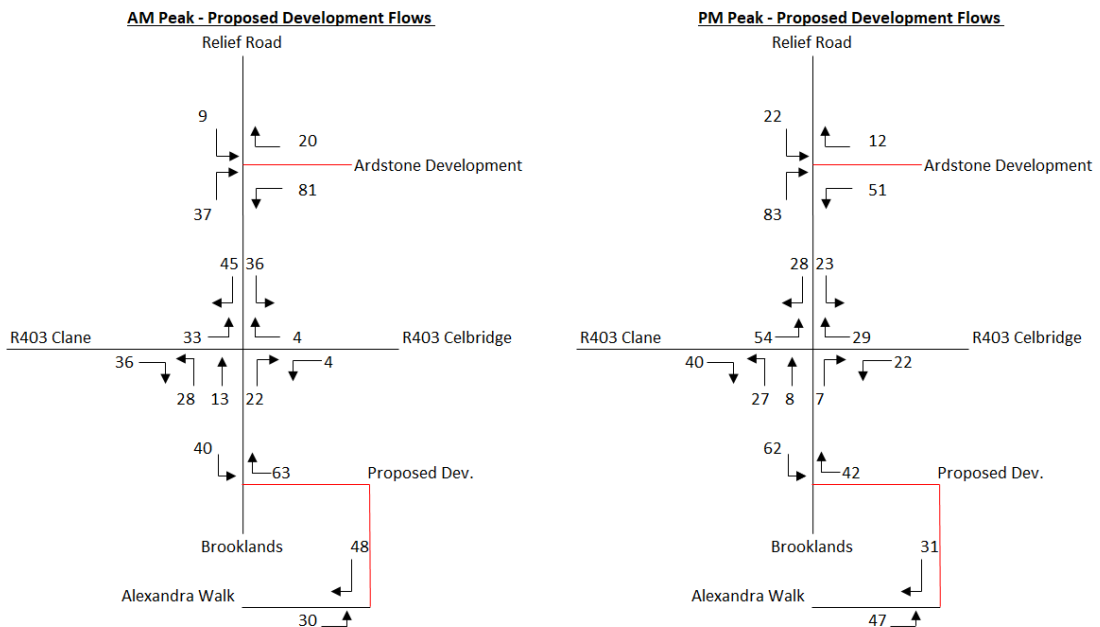 AM Peak - Proposed Development Flows
Relief Road
9
20
Ardstone Development
81
37
45 36
R403 Clane
33
4
R403 Celbridge
36
4
28
13
22
40
63
Proposed Dev.
Brooklands
48
Alexandra Walk
30
PM Peak - Proposed Development Flows
Relief Road
22
12
Ardstone Development
51
83
28 23
R403 Clane
54
29
R403 Celbridge
40
22
27
8
7
62
42
Proposed Dev.
Brooklands
31
Alexandra Walk
47